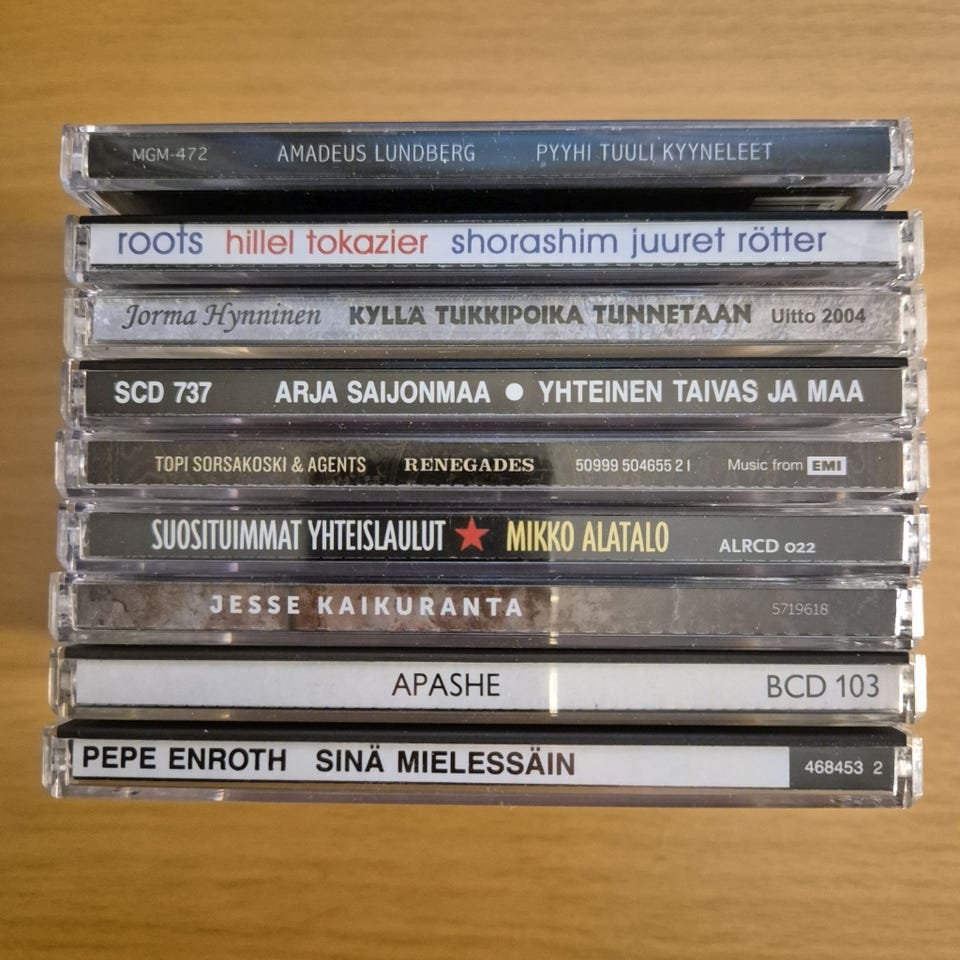 MGM-472 AMADEUS LUNDBERG PYYHI TUULI KYYNELEET
roots hillel tokazier shorashim juuret rötter
Jorma Hynninen KYLLÄ TUKKIPOIKA TUNNETAAN Uitto 2004
SCD 737 ARJA SAIJONMAA ● YHTEINEN TAIVAS JA MAA
TOPI SORSAKOSKI & AGENTS RENEGADES 50999 504655 2 1 Music from EMI
SUOSITUIMMAT YHTEISLAULUT ★ MIKKO ALATALO ALRCD 022
JESSE KAIKURANTA 5719618
APASHE BCD 103
PEPE ENROTH SINÄ MIELESSÄIN 468453 2